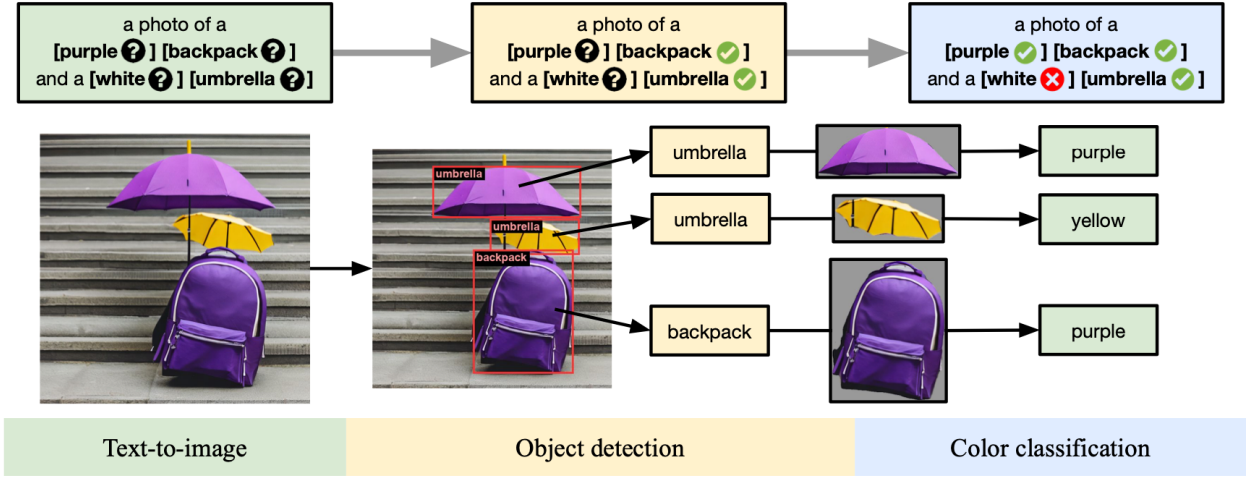 a photo of a
[purple ? ] [backpack ? ]
and a [white ? ] [umbrella ? ]
a photo of a
[purple ? ] [backpack ✓ ]
and a [white ? ] [umbrella ✓ ]
a photo of a
[purple ✓ ] [backpack ✓ ]
and a [white ✗ ] [umbrella ✓ ]
umbrella
umbrella
backpack
umbrella
purple
umbrella
yellow
backpack
purple
Text-to-image
Object detection
Color classification